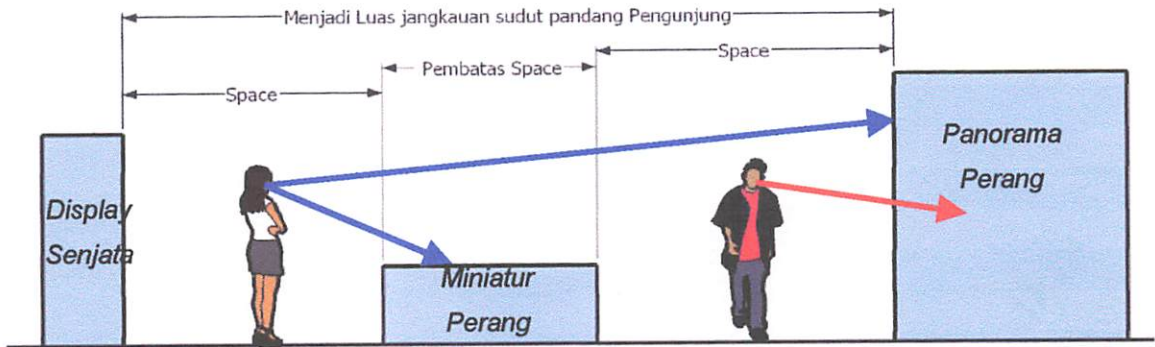 Menjadi Luas jangkauan sudut pandang Pengunjung
Space
Pembatas Space
Space
Display
Senjata
Miniatur
Perang
Panorama
Perang